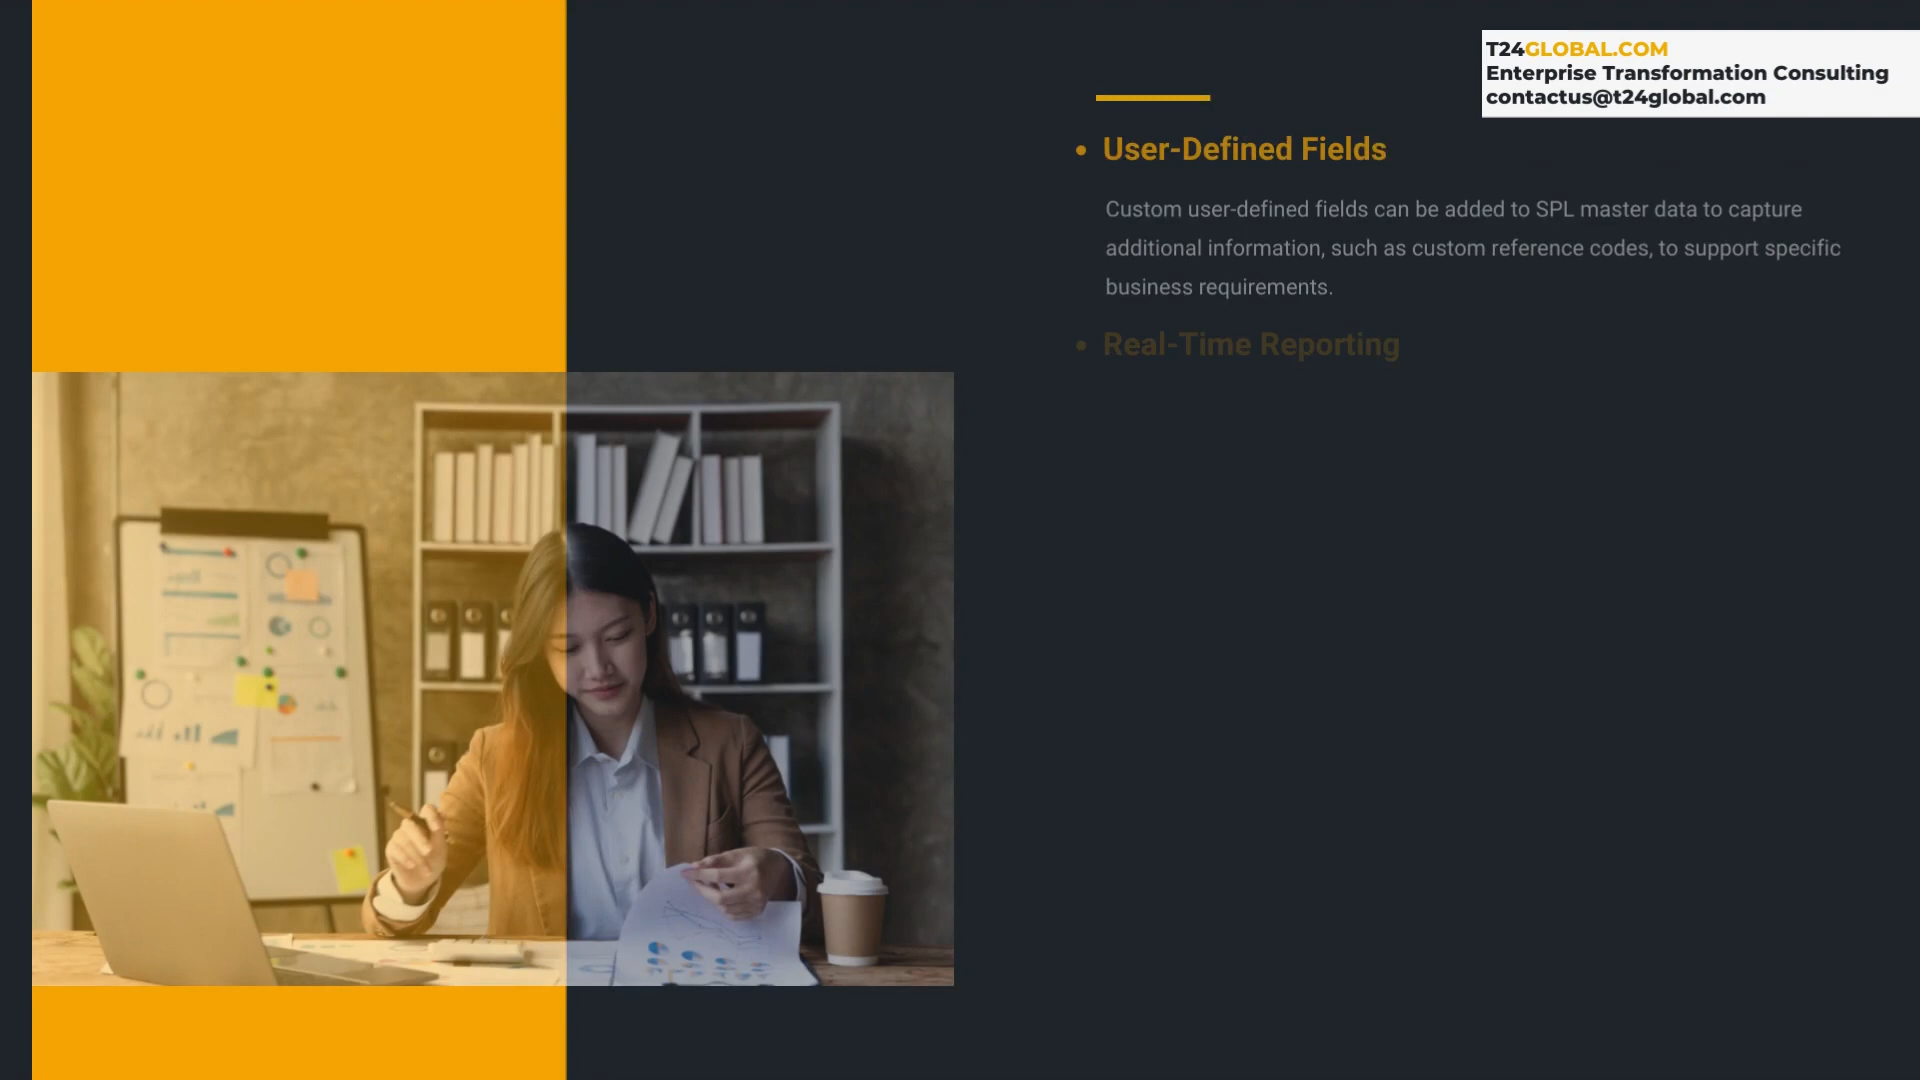 T24GLOBAL.COM
Enterprise Transformation Consulting
contactus@t24global.com
• User-Defined Fields
Custom user-defined fields can be added to SPL master data to capture
additional information, such as custom reference codes, to support specific
business requirements.
• Real-Time Reporting